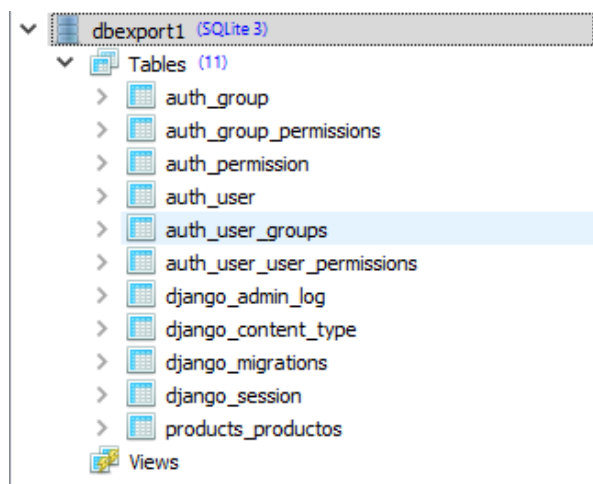 dbexport1 (SQLite 3)
Tables (11)
auth_group
auth_group_permissions
auth_permission
auth_user
auth_user_groups
auth_user_user_permissions
django_admin_log
django_content_type
django_migrations
django_session
products_productos
Views